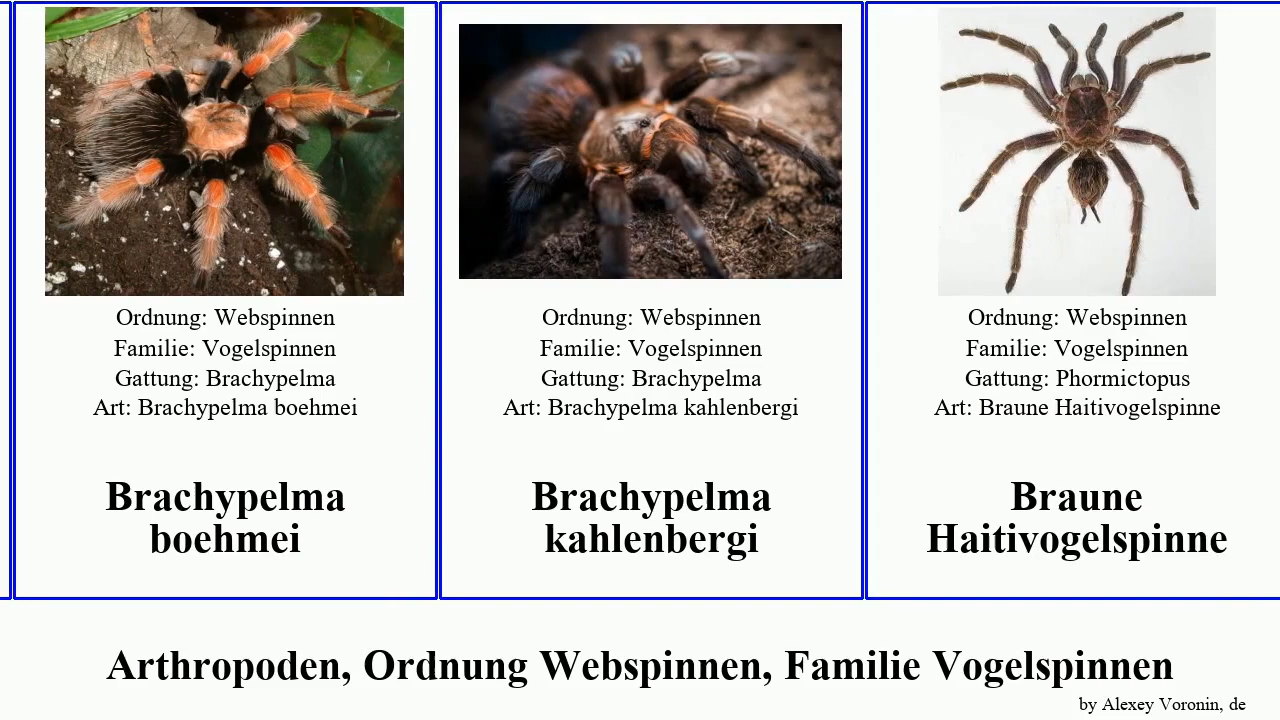 Ordnung: Webspinnen
Familie: Vogelspinnen
Gattung: Brachypelma
Art: Brachypelma boehmei
Brachypelma
boehmei
Ordnung: Webspinnen
Familie: Vogelspinnen
Gattung: Brachypelma
Art: Brachypelma kahlenbergi
Brachypelma
kahlenbergi
Ordnung: Webspinnen
Familie: Vogelspinnen
Gattung: Phormictopus
Art: Braune Haitivogelspinne
Braune
Haitivogelspinne
Arthropoden, Ordnung Webspinnen, Familie Vogelspinnen
by Alexey Voronin, de